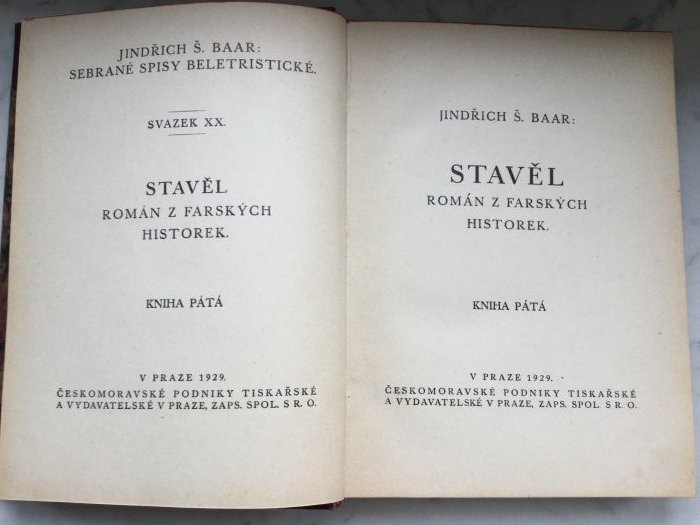 JINDŘICH Š. BAAR:
SEBRANÉ SPISY BELETRISTICKÉ.
SVAZEK XX.
STAVĚL
ROMÁN Z FARSKÝCH
HISTOREK.
KNIHA PÁTÁ
V PRAZE 1929.
ČESKOMORAVSKÉ PODNIKY TISKAŘSKÉ
A VYDAVATELSKÉ V PRAZE, ZAPS. SPOL. S R. O.
JINDŘICH Š. BAAR:
STAVĚL
ROMÁN Z FARSKÝCH
HISTOREK.
KNIHA PÁTÁ
V PRAZE 1929.
ČESKOMORAVSKÉ PODNIKY TISKAŘSKÉ
A VYDAVATELSKÉ V PRAZE, ZAPS. SPOL. S R. O.